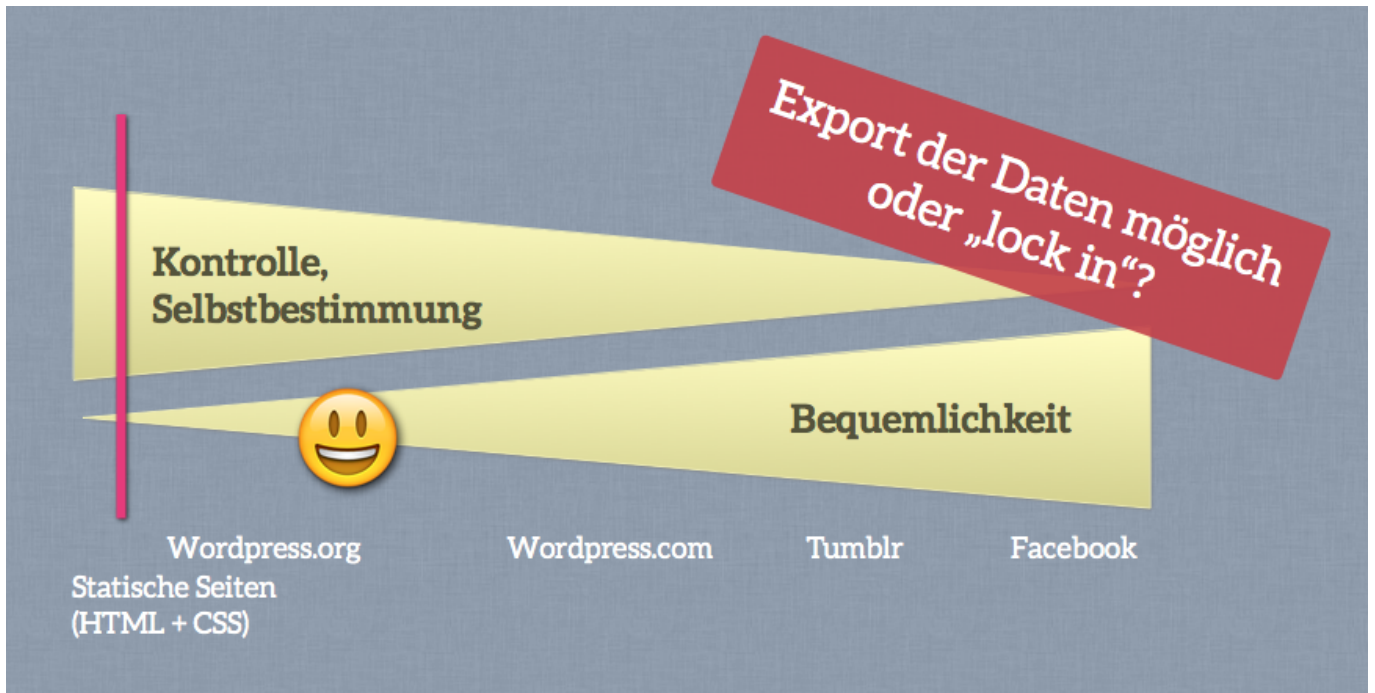 Export der Daten möglich
oder „lock in“?
Kontrolle,
Selbstbestimmung
Bequemlichkeit
Wordpress.org
Wordpress.com
Tumblr
Facebook
Statische Seiten
(HTML + CSS)